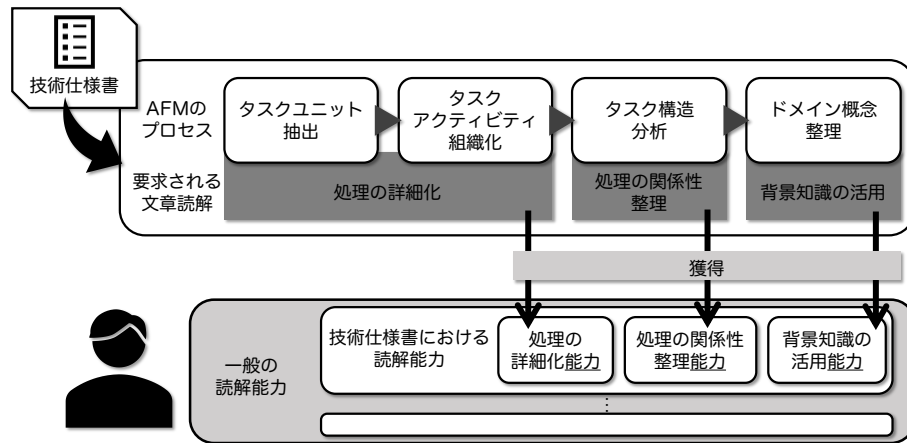 技術仕様書
AFMの
プロセス
タスクユニット
抽出
タスク
アクティビティ
組織化
タスク構造
分析
ドメイン概念
整理
要求される
文章読解
処理の詳細化
処理の関係性
整理
背景知識の活用
獲得
一般の
読解能力
技術仕様書における
読解能力
処理の
詳細化能力
処理の関係性
整理能力
背景知識の
活用能力
…